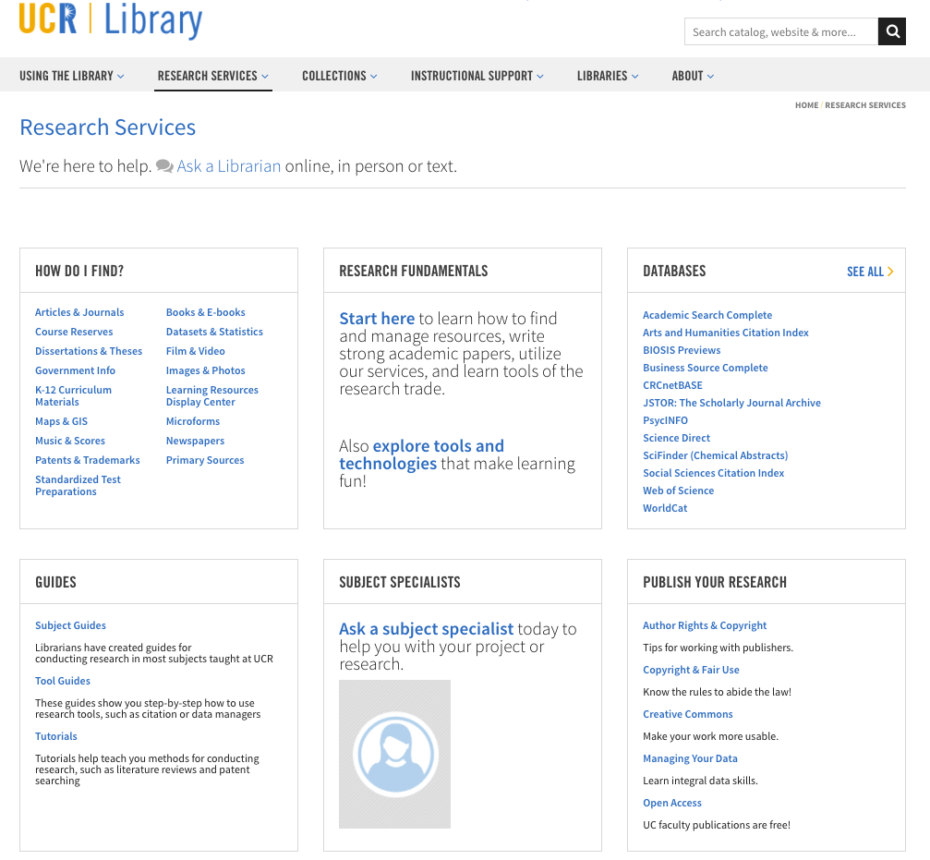 UCR | Library
Search catalog, website & more...
USING THE LIBRARY
RESEARCH SERVICES
COLLECTIONS
INSTRUCTIONAL SUPPORT
LIBRARIES
ABOUT
HOME / RESEARCH SERVICES
Research Services
We're here to help. Ask a Librarian online, in person or text.
HOW DO I FIND?
Articles & Journals
Course Reserves
Dissertations & Theses
Government Info
K-12 Curriculum
Materials
Maps & GIS
Music & Scores
Patents & Trademarks
Standardized Test
Preparations
Books & E-books
Datasets & Statistics
Film & Video
Images & Photos
Learning Resources
Display Center
Microforms
Newspapers
Primary Sources
RESEARCH FUNDAMENTALS
Start here to learn how to find
and manage resources, write
strong academic papers, utilize
our services, and learn tools of the
research trade.
Also explore tools and
technologies that make learning
fun!
DATABASES
SEE ALL >
Academic Search Complete
Arts and Humanities Citation Index
BIOSIS Previews
Business Source Complete
CRCnetBASE
JSTOR: The Scholarly Journal Archive
PsycINFO
Science Direct
SciFinder (Chemical Abstracts)
Social Sciences Citation Index
Web of Science
WorldCat
GUIDES
Subject Guides
Librarians have created guides for
conducting research in most subjects taught at UCR
Tool Guides
These guides show you step-by-step how to use
research tools, such as citation or data managers
Tutorials
Tutorials help teach you methods for conducting
research, such as literature reviews and patent
searching
SUBJECT SPECIALISTS
Ask a subject specialist today to
help you with your project or
research.
PUBLISH YOUR RESEARCH
Author Rights & Copyright
Tips for working with publishers.
Copyright & Fair Use
Know the rules to abide the law!
Creative Commons
Make your work more usable.
Managing Your Data
Learn integral data skills.
Open Access
UC faculty publications are free!